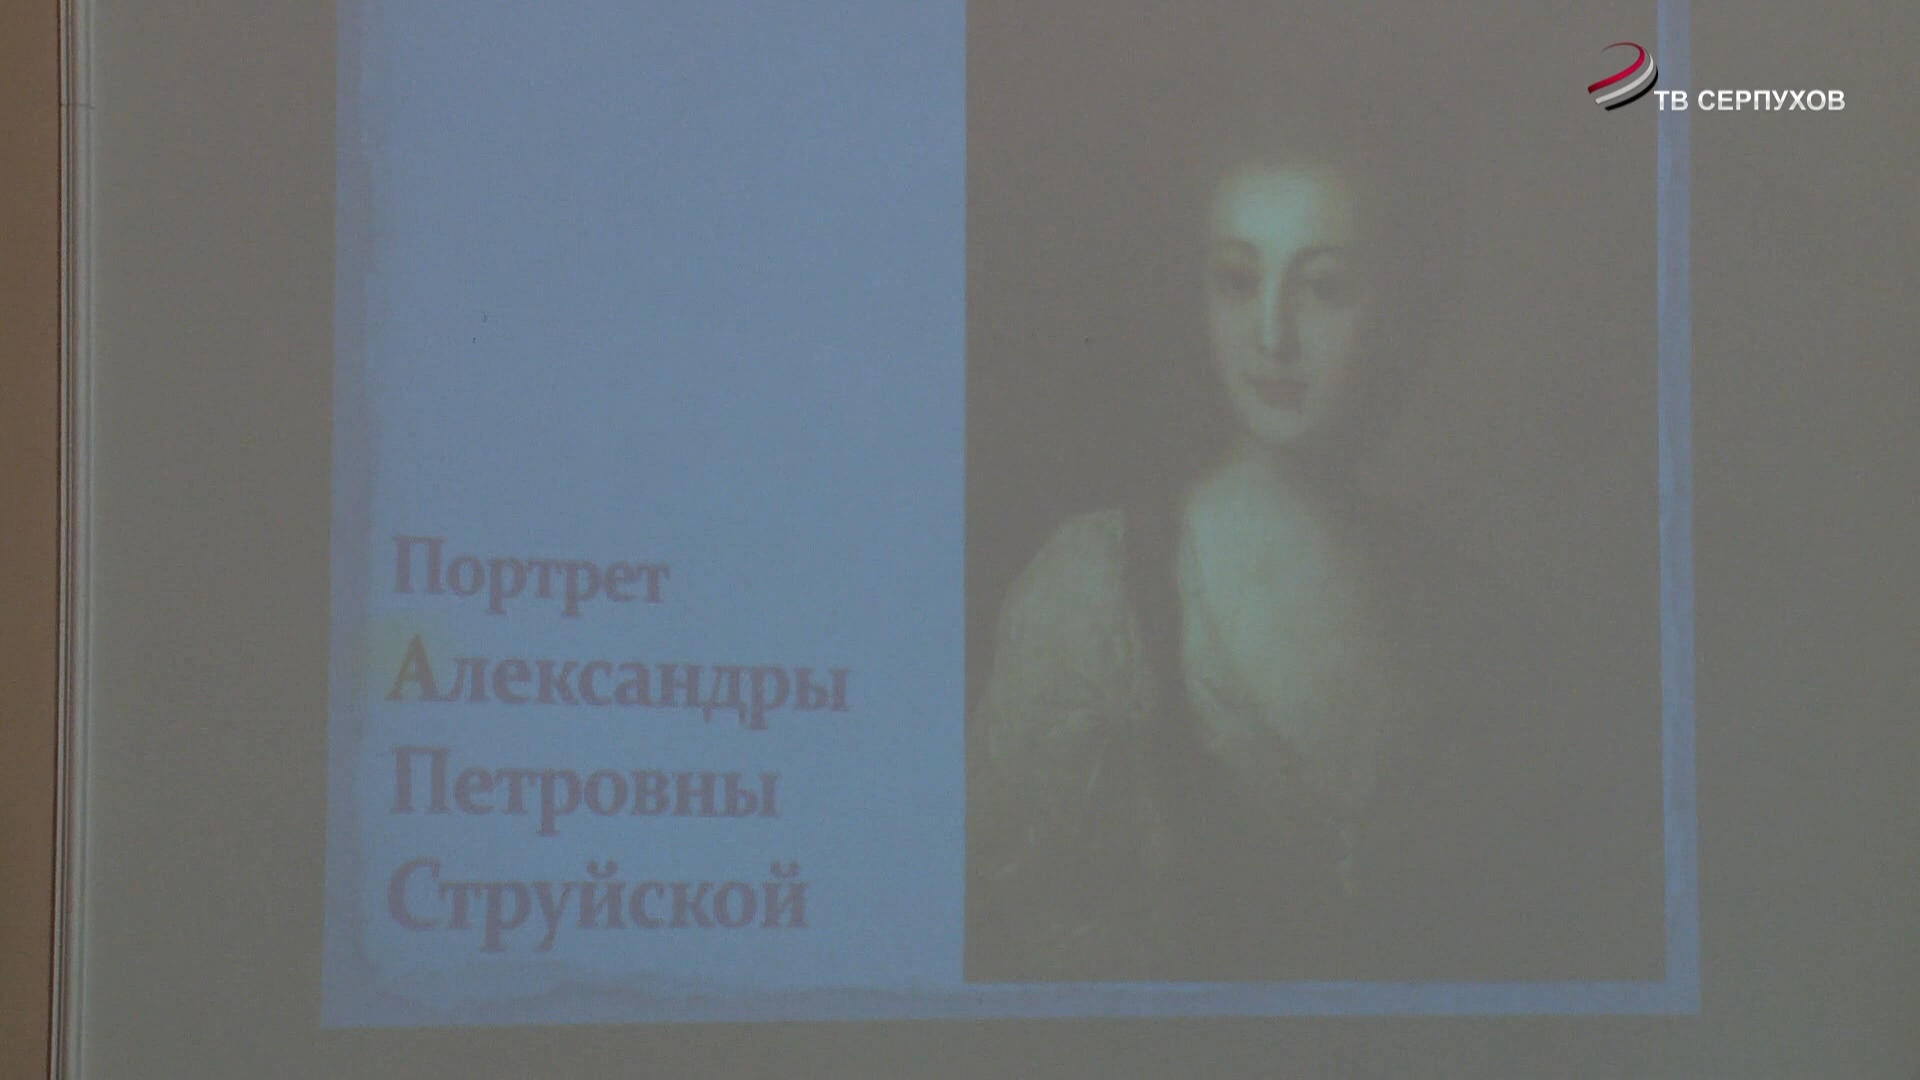 ТВ СЕРПУХОВ
Портрет
Александры
Петровны
Струйской